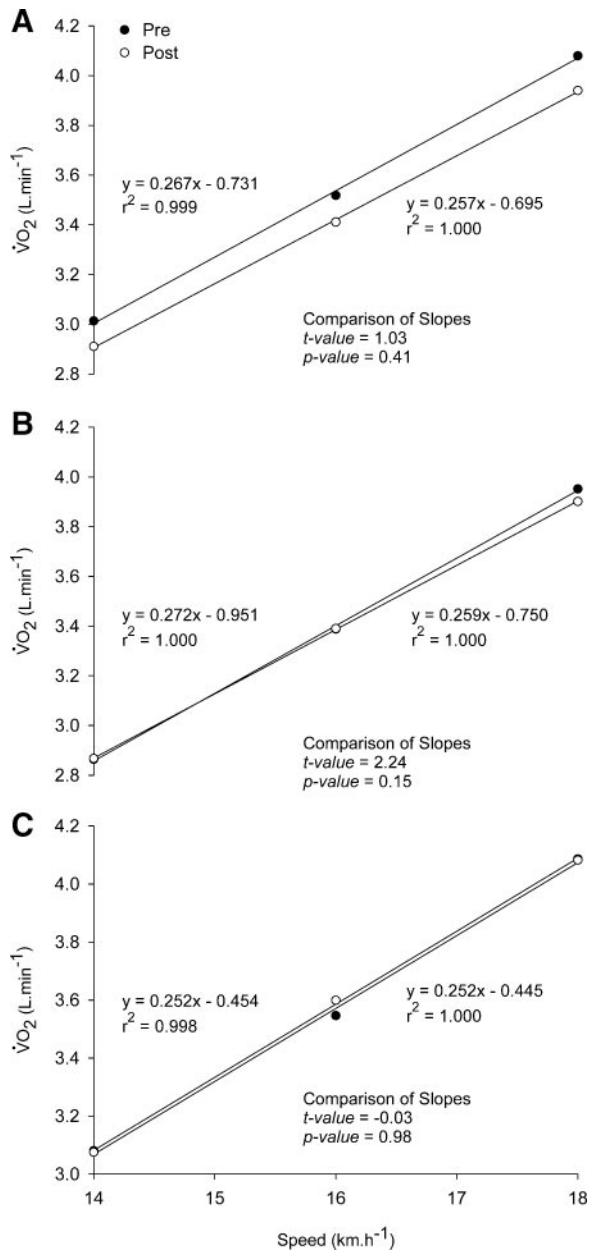 A
Pre
Post
4.2
4.0
3.8
3.6
3.4
3.2
3.0
2.8
V̇O2 (L.min-1)
y = 0.267x - 0.731
r2 = 0.999
y = 0.257x - 0.695
r2 = 1.000
Comparison of Slopes
t-value = 1.03
p-value = 0.41
B
4.2
4.0
3.8
3.6
3.4
3.2
3.0
2.8
V̇O2 (L.min-1)
y = 0.272x - 0.951
r2 = 1.000
y = 0.259x - 0.750
r2 = 1.000
Comparison of Slopes
t-value = 2.24
p-value = 0.15
C
4.2
4.0
3.8
3.6
3.4
3.2
3.0
V̇O2 (L.min-1)
y = 0.252x - 0.454
r2 = 0.998
y = 0.252x - 0.445
r2 = 1.000
Comparison of Slopes
t-value = -0.03
p-value = 0.98
14 15 16 17 18
Speed (km.h-1)